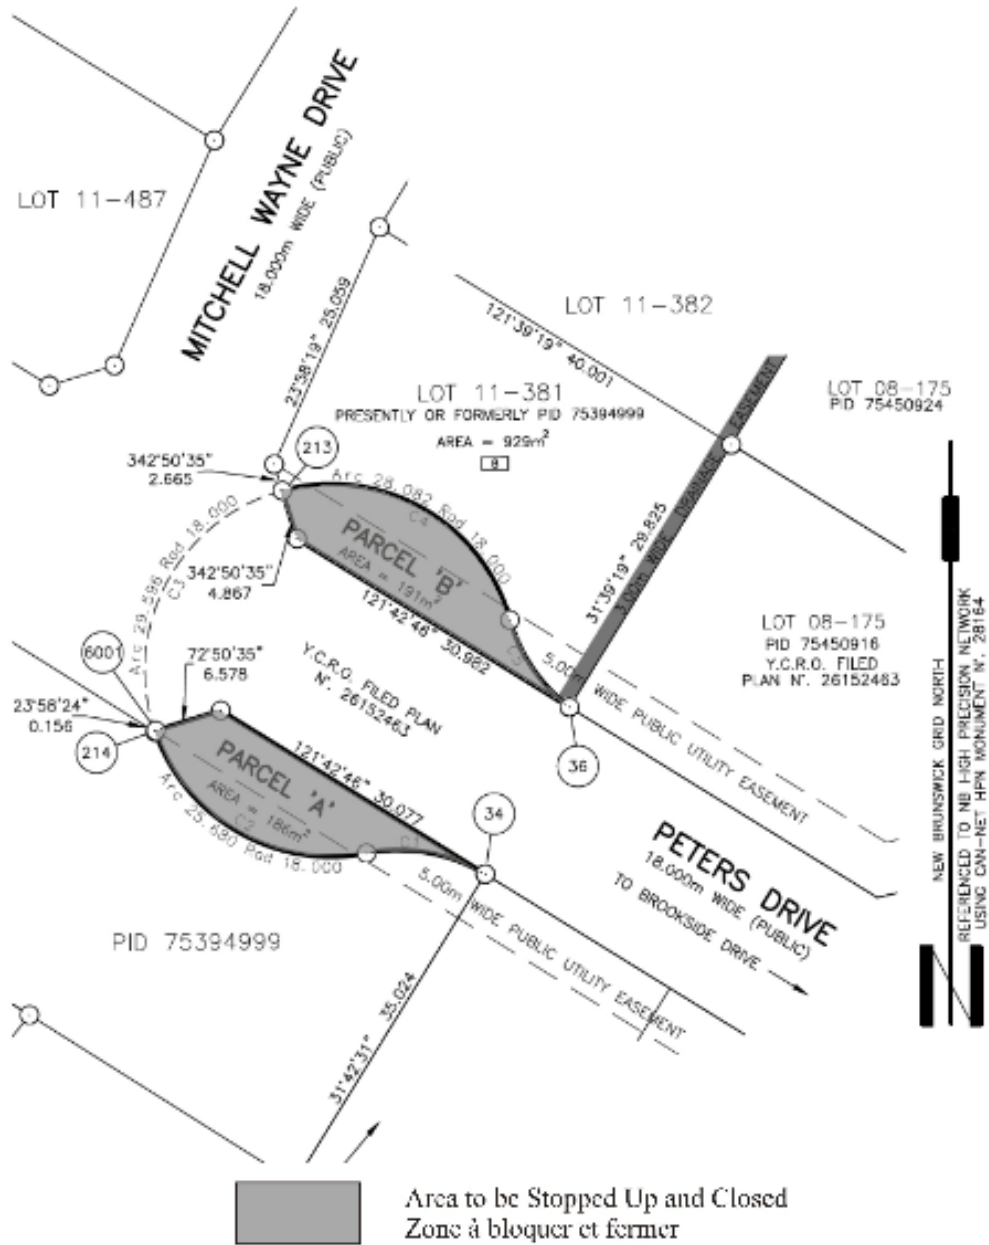 MITCHELL WAYNE DRIVE
18.000m WIDE (PUBLIC)
LOT 11-487
23°58'19" 25.059
LOT 11-382
121°39'19" 40.001
LOT 11-381
PRESENTLY OR FORMERLY PID 75394999
AREA = 929m²
8
LOT 08-175
PID 75450924
213
342°50'35"
2.665
Arc 28.082 Rad 18.000
C4
PARCEL 'B'
AREA = 191m²
342°50'35"
4.867
121°42'46" 30.982
Arc 29.596 Rad 18.000
C3
31°39'19" 29.825
3.00m WIDE DRAINAGE EASEMENT
LOT 08-175
PID 75450916
Y.C.R.O. FILED
PLAN N°. 26152463
6001
72°50'35"
6.578
Y.C.R.O. FILED PLAN
N°. 26152463
5.00m WIDE PUBLIC UTILITY EASEMENT
23°58'24"
0.156
214
36
PARCEL 'A'
AREA = 186m²
121°42'46" 30.077
Arc 25.680 Rad 18.000
C2
C1
34
5.00m WIDE PUBLIC UTILITY EASEMENT
PETERS DRIVE
18.000m WIDE (PUBLIC)
TO BROOKSIDE DRIVE
PID 75394999
31°42'31" 35.024
NEW BRUNSWICK GRID NORTH
REFERENCED TO NB HIGH PRECISION NETWORK
USING CAN-NET HPN MONUMENT N°. 28164
N
Area to be Stopped Up and Closed
Zone à bloquer et fermer